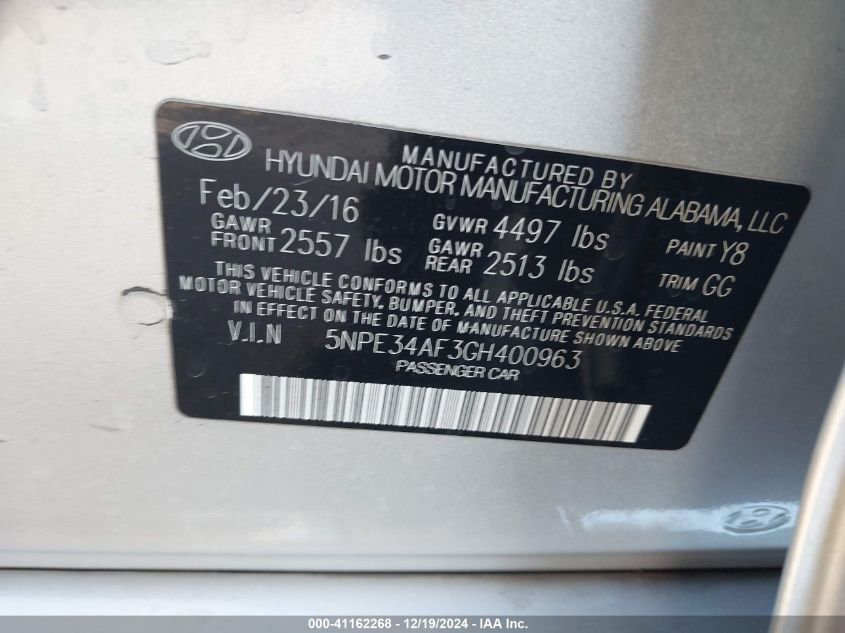 MANUFACTURED BY
HYUNDAI MOTOR MANUFACTURING ALABAMA, LLC
Feb/23/16 GVWR 4497 lbs PAINT Y8
GAWR FRONT 2557 lbs GAWR REAR 2513 lbs TRIM GG
THIS VEHICLE CONFORMS TO ALL APPLICABLE U.S.A. FEDERAL
MOTOR VEHICLE SAFETY, BUMPER, AND THEFT PREVENTION STANDARDS
IN EFFECT ON THE DATE OF MANUFACTURE SHOWN ABOVE
V.I.N 5NPE34AF3GH400963
PASSENGER CAR
000-41162268 - 12/19/2024 - IAA Inc.